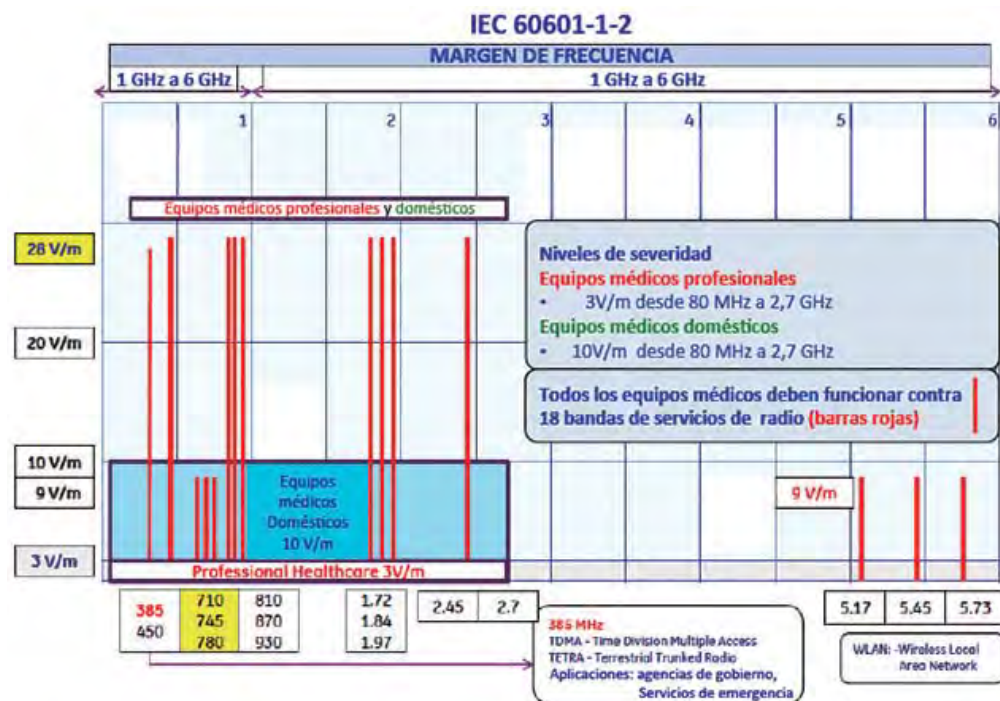 IEC 60601-1-2
MARGEN DE FRECUENCIA
1 GHz a 6 GHz
1 GHz a 6 GHz
1
2
3
4
5
6
Equipos médicos profesionales y domésticos
28 V/m
20 V/m
10 V/m
9 V/m
3 V/m
Niveles de severidad
Equipos médicos profesionales
• 3V/m desde 80 MHz a 2,7 GHz
Equipos médicos domésticos
• 10V/m desde 80 MHz a 2,7 GHz
Todos los equipos médicos deben funcionar contra
18 bandas de servicios de radio (barras rojas)
Equipos
médicos
Domésticos
10 V/m
9 V/m
Professional Healthcare 3V/m
385
450
710
745
780
810
870
930
1.72
1.84
1.97
2.45
2.7
5.17
5.45
5.73
385 MHz
TDMA - Time Division Multiple Access
TETRA - Terrestrial Trunked Radio
Aplicaciones: agencias de gobierno,
Servicios de emergencia
WLAN: -Wireless Local
Area Network